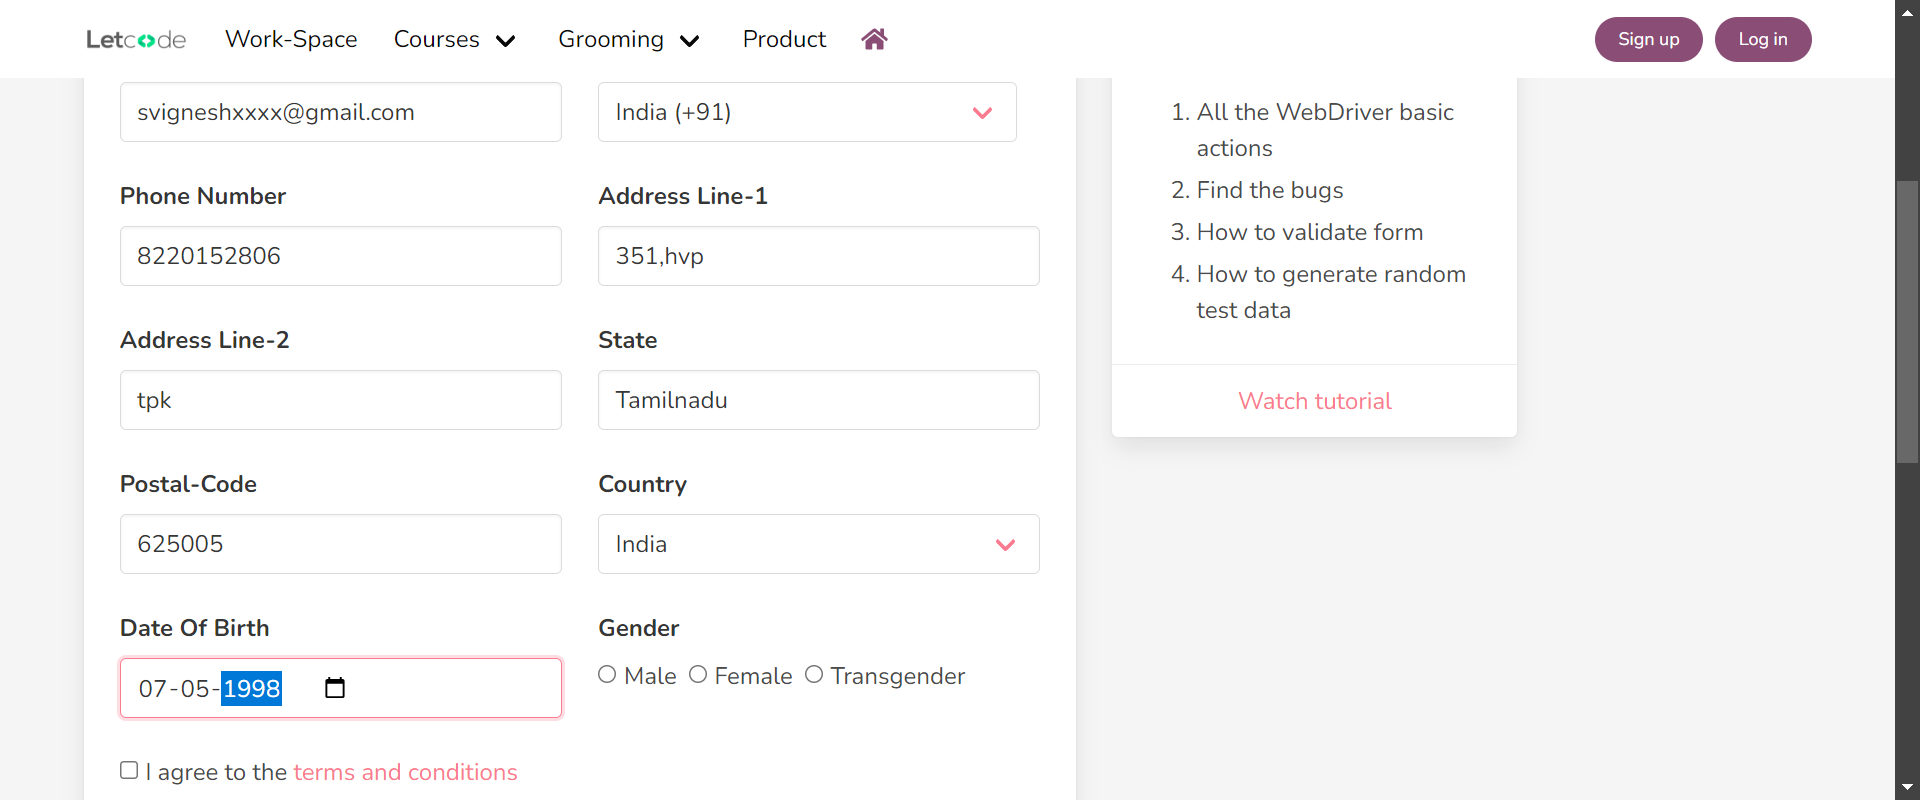 Letcode Work-Space Courses Grooming Product Sign up Log in
svigneshxxxx@gmail.com India (+91)
Phone Number Address Line-1
8220152806 351,hvp
Address Line-2 State
tpk Tamilnadu
Postal-Code Country
625005 India
Date Of Birth Gender
07-05-1998 Male Female Transgender
I agree to the terms and conditions
1. All the WebDriver basic
actions
2. Find the bugs
3. How to validate form
4. How to generate random
test data
Watch tutorial